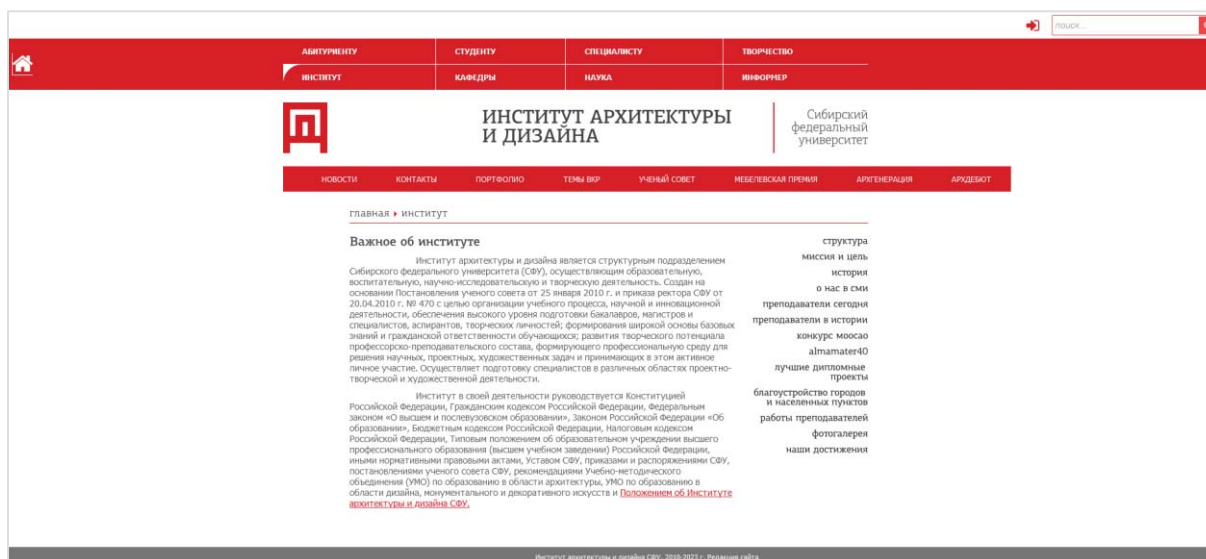 поиск...
АБИТУРИЕНТУ СТУДЕНТУ СПЕЦИАЛИСТУ ТВОРЧЕСТВО
ИНСТИТУТ КАФЕДРЫ НАУКА ИНФОРМЕР
ИНСТИТУТ АРХИТЕКТУРЫ
И ДИЗАЙНА
Сибирский
федеральный
университет
НОВОСТИ КОНТАКТЫ ПОРТФОЛИО ТЕМЫ ВКР УЧЕНЫЙ СОВЕТ МЕБЕЛЕВСКАЯ ПРЕМИЯ АРХГЕНЕРАЦИЯ АРХДЕБЮТ
главная институт
Важное об институте
Институт архитектуры и дизайна является структурным подразделением
Сибирского федерального университета (СФУ), осуществляющим образовательную,
воспитательную, научно-исследовательскую и творческую деятельность. Создан на
основании Постановления ученого совета от 25 января 2010 г. и приказа ректора СФУ от
20.04.2010 г. № 470 с целью организации учебного процесса, научной и инновационной
деятельности, обеспечения высокого уровня подготовки бакалавров, магистров и
специалистов, аспирантов, творческих личностей; формирования широкой основы базовых
знаний и гражданской ответственности обучающихся; развития творческого потенциала
профессорско-преподавательского состава, формирующего профессиональную среду для
решения научных, проектных, художественных задач и принимающих в этом активное
личное участие. Осуществляет подготовку специалистов в различных областях проектно-
творческой и художественной деятельности.
Институт в своей деятельности руководствуется Конституцией
Российской Федерации, Гражданским кодексом Российской Федерации, Федеральным
законом «О высшем и послевузовском образовании», Законом Российской Федерации «Об
образовании», Бюджетным кодексом Российской Федерации, Налоговым кодексом
Российской Федерации, Типовым положением об образовательном учреждении высшего
профессионального образования (высшем учебном заведении) Российской Федерации,
иными нормативными правовыми актами, Уставом СФУ, приказами и распоряжениями СФУ,
постановлениями ученого совета СФУ, рекомендациями Учебно-методического
объединения (УМО) по образованию в области архитектуры, УМО по образованию в
области дизайна, монументального и декоративного искусств и Положением об Институте
архитектуры и дизайна СФУ.
структура
миссия и цель
история
о нас в сми
преподаватели сегодня
преподаватели в истории
конкурс моосао
almamater40
лучшие дипломные
проекты
благоустройство городов
и населенных пунктов
работы преподавателей
фотогалерея
наши достижения
Институт архитектуры и дизайна СФУ, 2010-2023 г. Редакция сайта